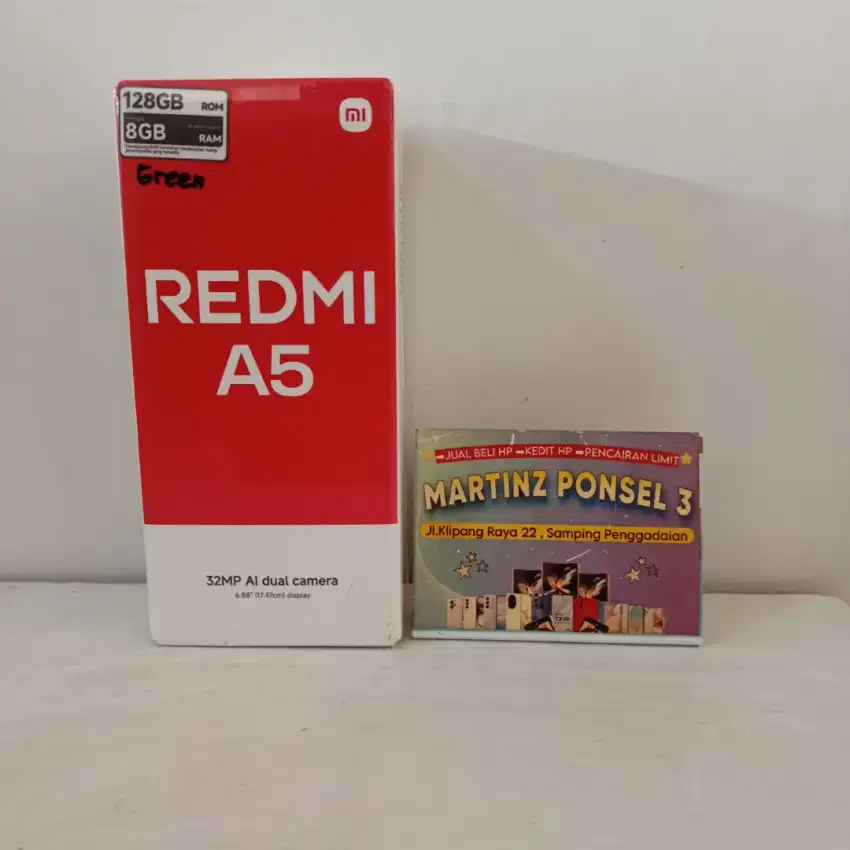 128GB ROM
8GB RAM
Green
mi
REDMI
A5
32MP AI dual camera
6.88" (17.47cm) display
JUAL BELI HP ➡KEDIT HP ➡PENCAIRAN LIMIT
MARTINZ PONSEL 3
Jl.Klipang Raya 22 , Samping Penggadaian